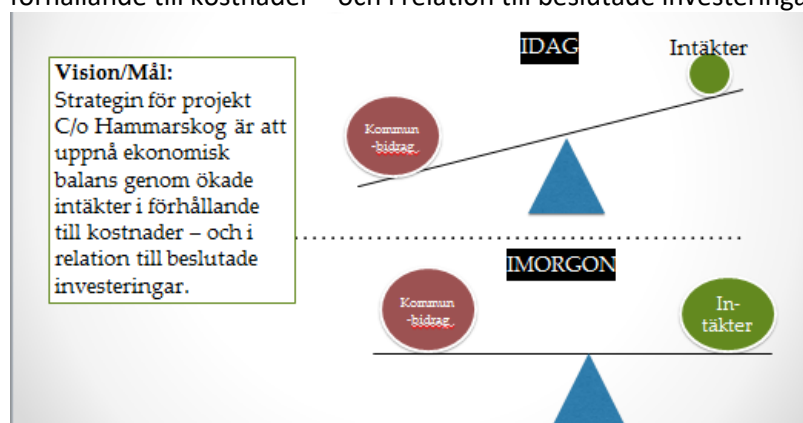 förhållande till kostnader – och i relation till beslutade investeringa
Vision/Mål:
Strategin för projekt
C/o Hammarskog är att
uppnå ekonomisk
balans genom ökade
intäkter i förhållande
till kostnader – och i
relation till beslutade
investeringar.
IDAG
Intäkter
Kommun
-bidrag
IMORGON
Kommun
-bidrag
In-
täkter